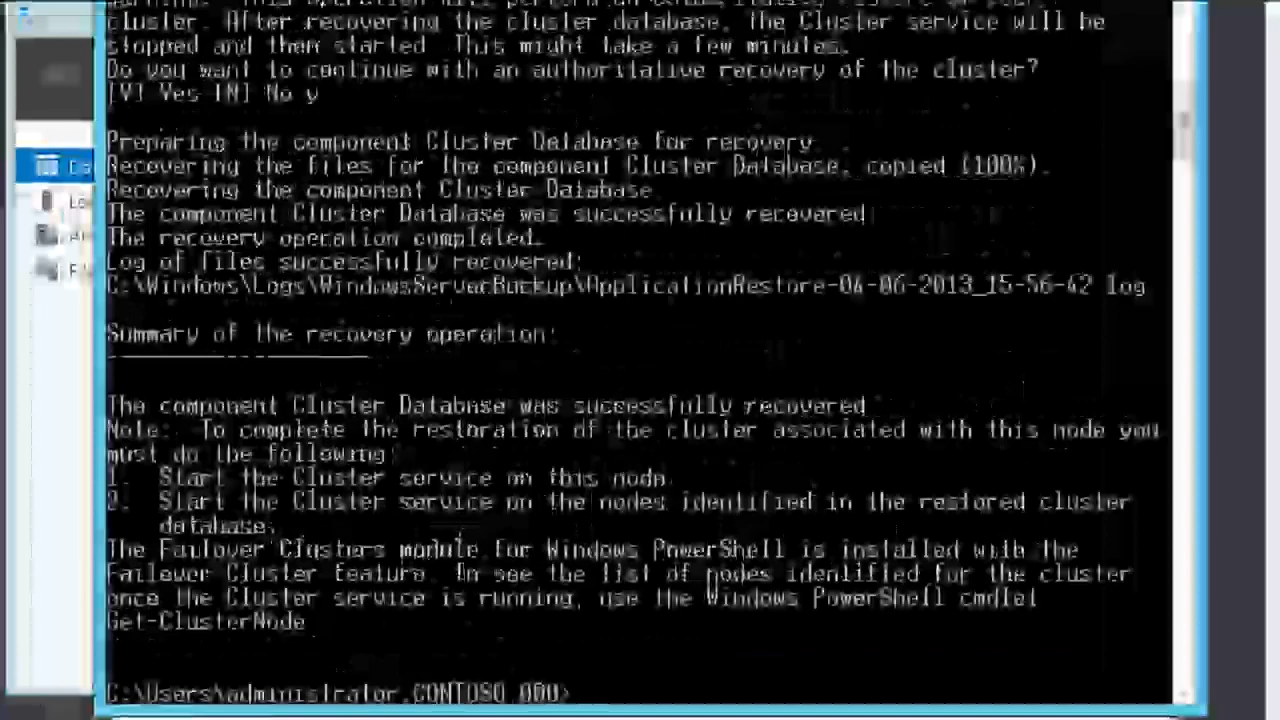 cluster. After recovering the cluster database, the Cluster service will be
stopped and then started. This might take a few minutes.
Do you want to continue with an authoritative recovery of the cluster?
[Y] Yes [N] No y
Preparing the component Cluster Database for recovery.
Recovering the files for the component Cluster Database, copied (100%).
Recovering the component Cluster Database.
The component Cluster Database was successfully recovered.
The recovery operation completed.
Log of files successfully recovered:
C:\Windows\Logs\WindowsServerBackup\ApplicationRestore-04-06-2013_15-56-42.log
Summary of the recovery operation:
--------------------
The component Cluster Database was successfully recovered.
Note: To complete the restoration of the cluster associated with this node you
must do the following:
1. Start the Cluster service on this node.
2. Start the Cluster service on the nodes identified in the restored cluster
database.
The Failover Clusters module for Windows PowerShell is installed with the
Failover Cluster feature. To see the list of nodes identified for the cluster
once the Cluster service is running, use the Windows PowerShell cmdlet
Get-ClusterNode
C:\Users\administrator.CONTOSO.000>